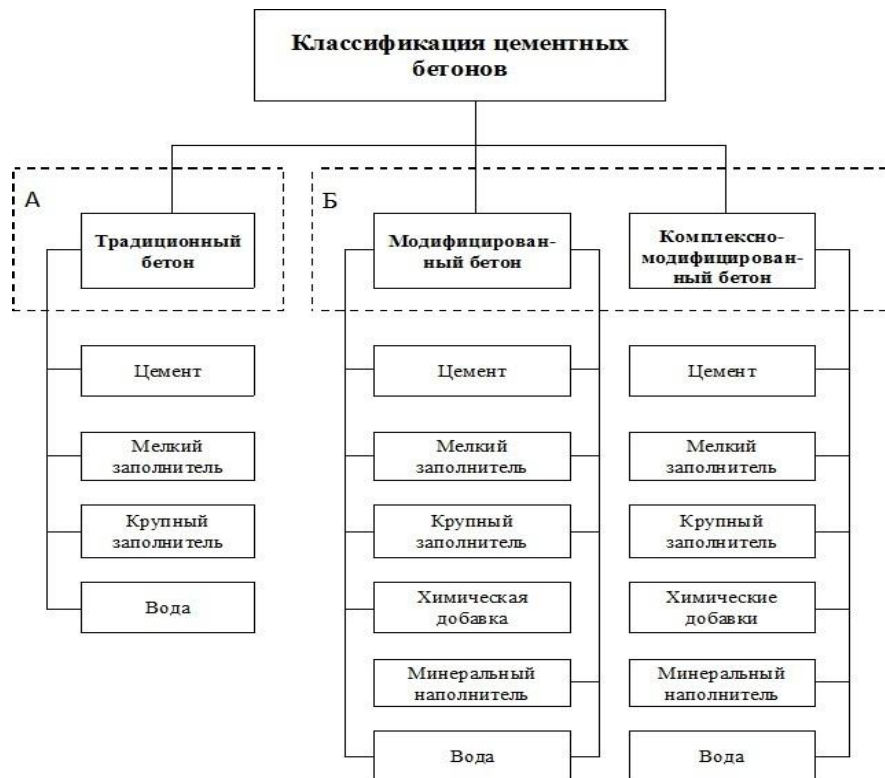 Классификация цементных
бетонов
А
Традиционный
бетон
Цемент
Мелкий
заполнитель
Крупный
заполнитель
Вода
Б
Модифицирован-
ный бетон
Цемент
Мелкий
заполнитель
Крупный
заполнитель
Химическая
добавка
Минеральный
наполнитель
Вода
Комплексно-
модифицирован-
ный бетон
Цемент
Мелкий
заполнитель
Крупный
заполнитель
Химические
добавки
Минеральный
наполнитель
Вода